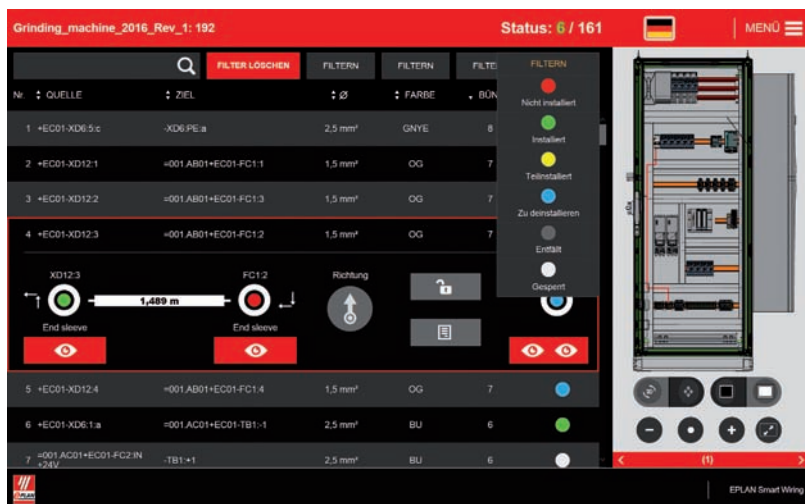 Grinding_machine_2016_Rev_1: 192
Status: 6 / 161
MENÜ
FILTER LÖSCHEN
FILTERN
FILTERN
FILTE
FILTERN
Nr.
QUELLE
ZIEL
Ø
FARBE
BÜN
Nicht installiert
Installiert
Teilinstalliert
Zu deinstallieren
Entfällt
Gesperrt
1 +EC01-XD6:5:c -XD6:PE:a 2,5 mm² GNYE 8
2 +EC01-XD12:1 =001.AB01+EC01-FC1:1 1,5 mm² OG 7
3 +EC01-XD12:2 =001.AB01+EC01-FC1:3 1,5 mm² OG 7
4 +EC01-XD12:3 =001.AB01+EC01-FC1:2 1,5 mm² OG 7
XD12:3
FC1:2
Richtung
1,489 m
End sleeve
End sleeve
5 +EC01-XD12:4 =001.AB01+EC01-FC1:4 1,5 mm² OG 7
6 +EC01-XD6:1:a =001.AC01+EC01-TB1:-1 2,5 mm² BU 6
7 =001.AC01+EC01-FC2:IN
+24V
-TB1:+1 2,5 mm² BU 6
(1)
EPLAN
EPLAN Smart Wiring